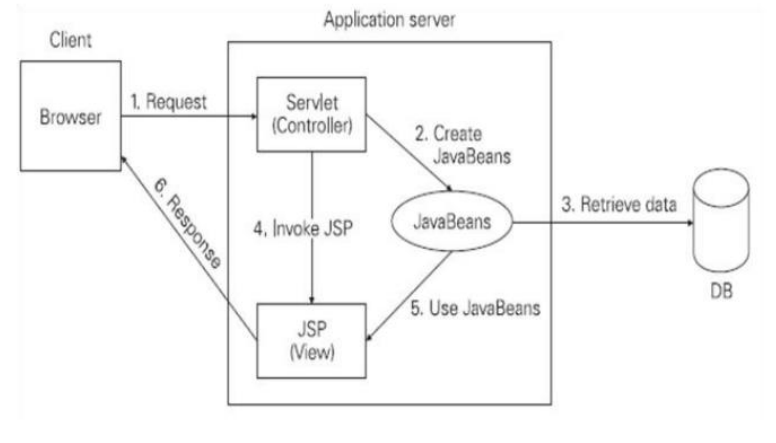 Application server
Client
Browser
1. Request
Servlet
(Controller)
2. Create
JavaBeans
JavaBeans
3. Retrieve data
DB
4. Invoke JSP
5. Use JavaBeans
6. Response
JSP
(View)